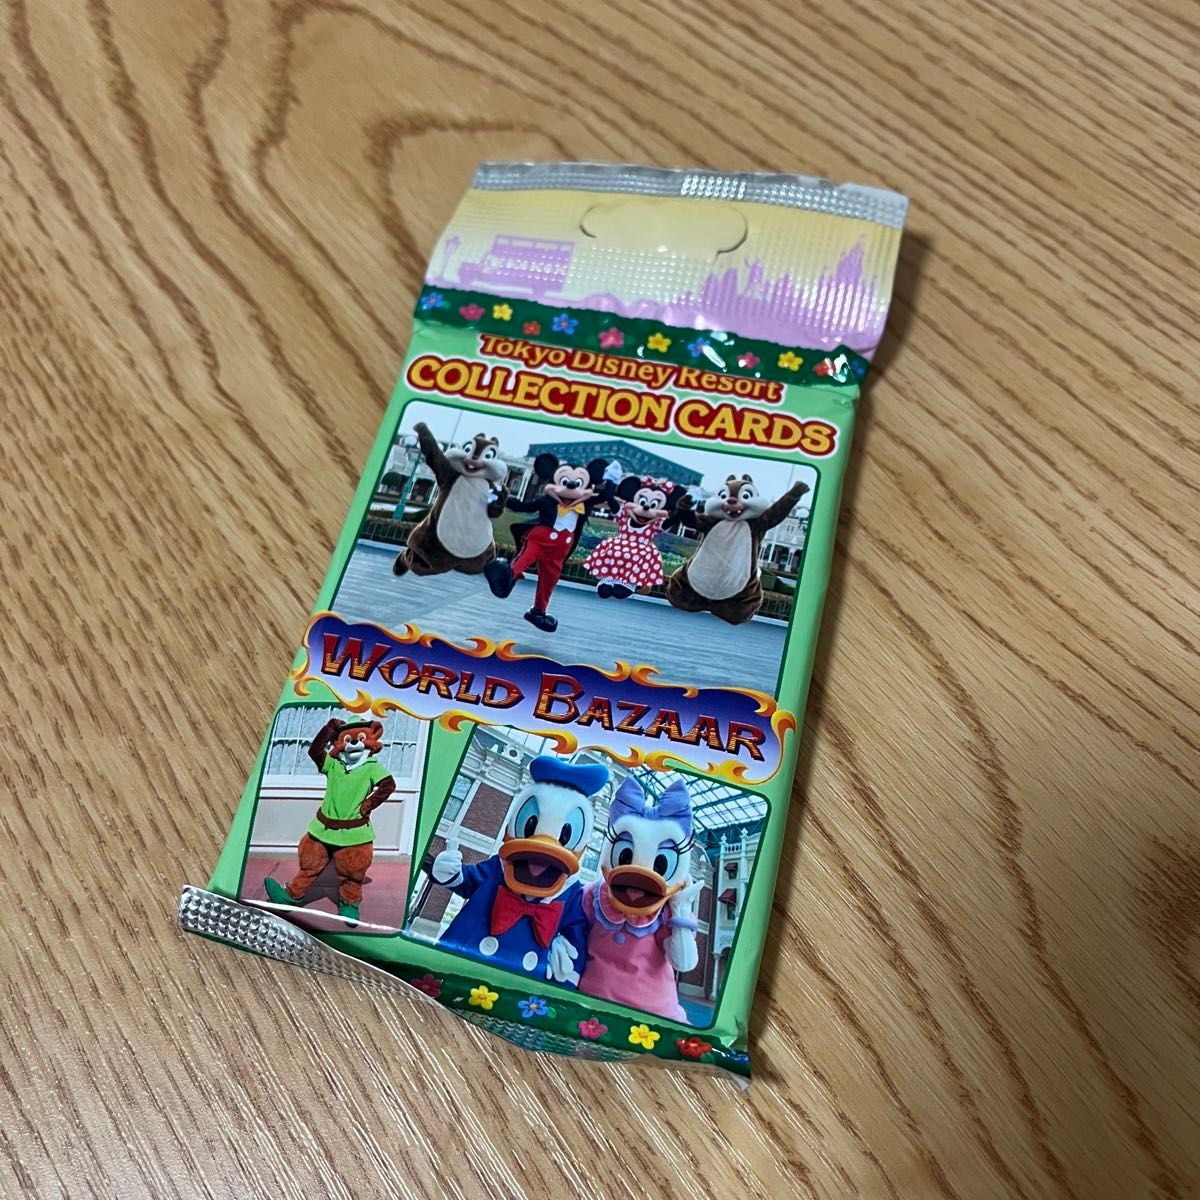 Tokyo Disney Resort
COLLECTION CARDS
WORLD BAZAAR